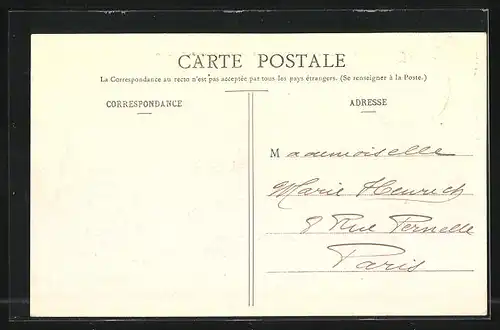 CARTE POSTALE
La Correspondance au recto n'est pas acceptée par tous les pays étrangers. (Se renseigner à la Poste.)
CORRESPONDANCE
ADRESSE
Mademoiselle
Marie Heurich
8 Rue Pernelle
Paris